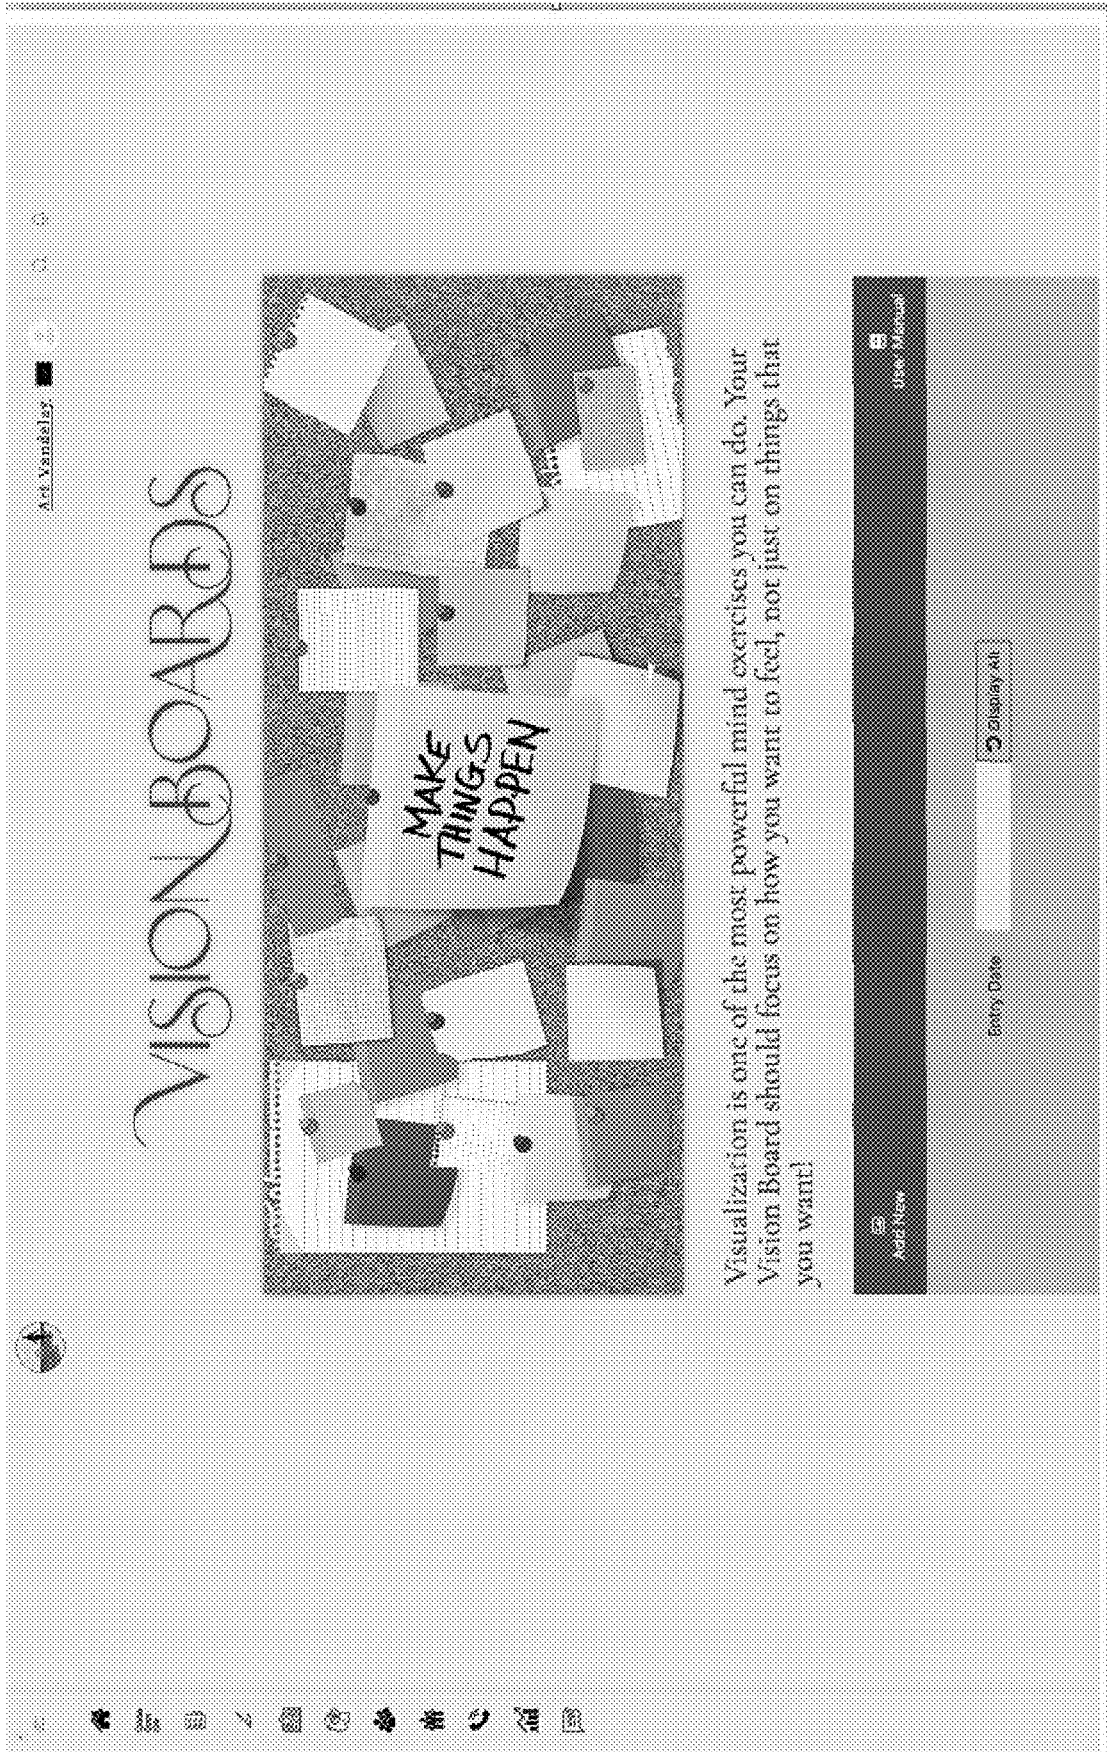 Art Vandelay
VISION BOARDS
MAKE
THINGS
HAPPEN
Visualization is one of the most powerful mind exercises you can do. Your
Vision Board should focus on how you want to feel, not just on things that
you want!
Add New
User Manual
Entry Date
Display All